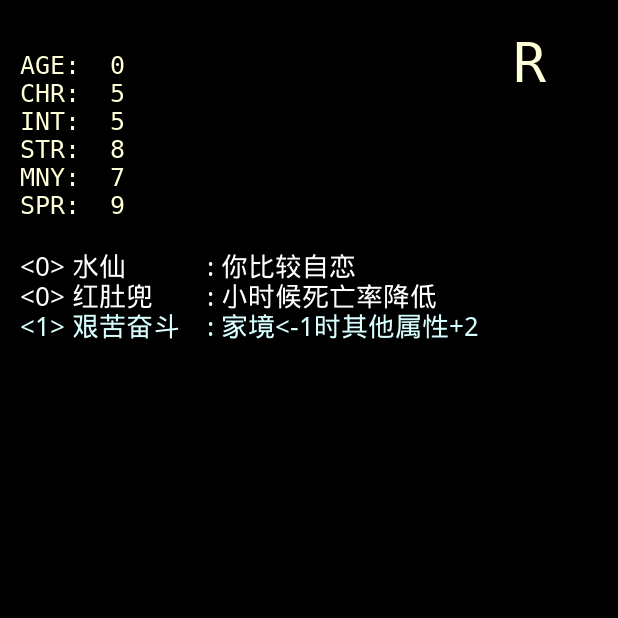 R
AGE: 0
CHR: 5
INT: 5
STR: 8
MNY: 7
SPR: 9
<0> 水仙 : 你比较自恋
<0> 红肚兜 : 小时候死亡率降低
<1> 艰苦奋斗 : 家境<-1时其他属性+2